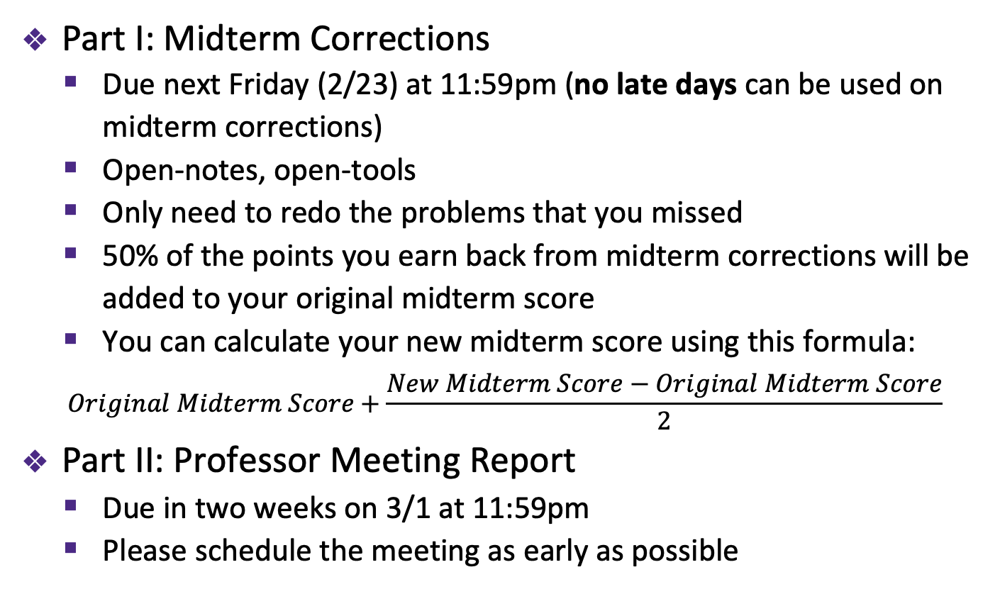 ❖ Part I: Midterm Corrections
▪ Due next Friday (2/23) at 11:59pm (no late days can be used on
midterm corrections)
▪ Open-notes, open-tools
▪ Only need to redo the problems that you missed
▪ 50% of the points you earn back from midterm corrections will be
added to your original midterm score
▪ You can calculate your new midterm score using this formula:
New Midterm Score − Original Midterm Score
Original Midterm Score +
2
❖ Part II: Professor Meeting Report
▪ Due in two weeks on 3/1 at 11:59pm
▪ Please schedule the meeting as early as possible